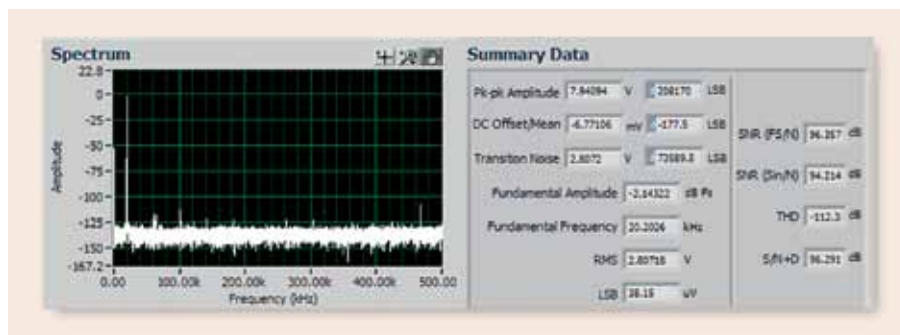 Spectrum
22.8
0
-25
-50
-75
-100
-125
-150
-167.2
Amplitude
0.00 100.00k 200.00k 300.00k 400.00k 500.00
Frequency (kHz)
Summary Data
Pk-pk Amplitude 7.94094 V 208170 LSB
DC Offset/Mean -6.77106 mV -177.5 LSB
Transition Noise 2.8072 V LSB
Fundamental Amplitude -2.14322 dB Fs
Fundamental Frequency 20.2026 kHz
RMS 2.80718 V
LSB 38.15 uV
SNR (FS/N) 96.357 dB
SNR (Sin/N) 94.214 dB
THD -112.3 dB
S/N+D 96.291 dB